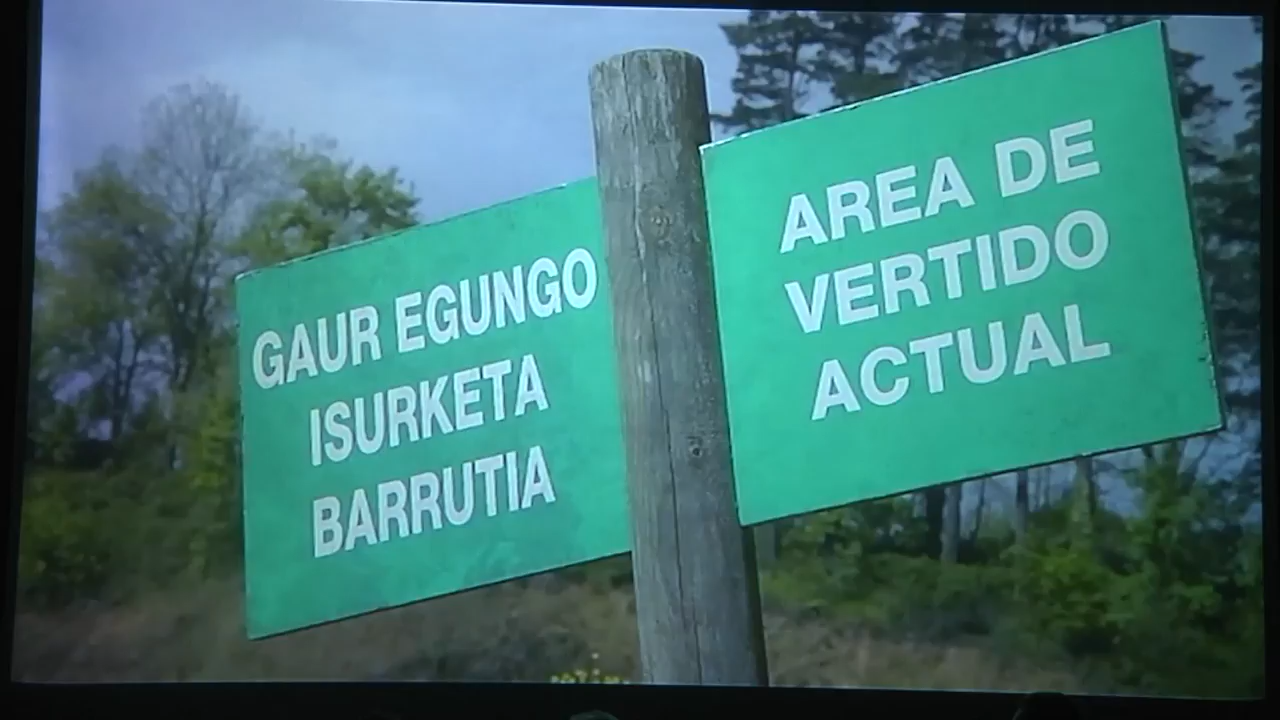 GAUR EGUNGO
ISURKETA
BARRUTIA
AREA DE
VERTIDO
ACTUAL